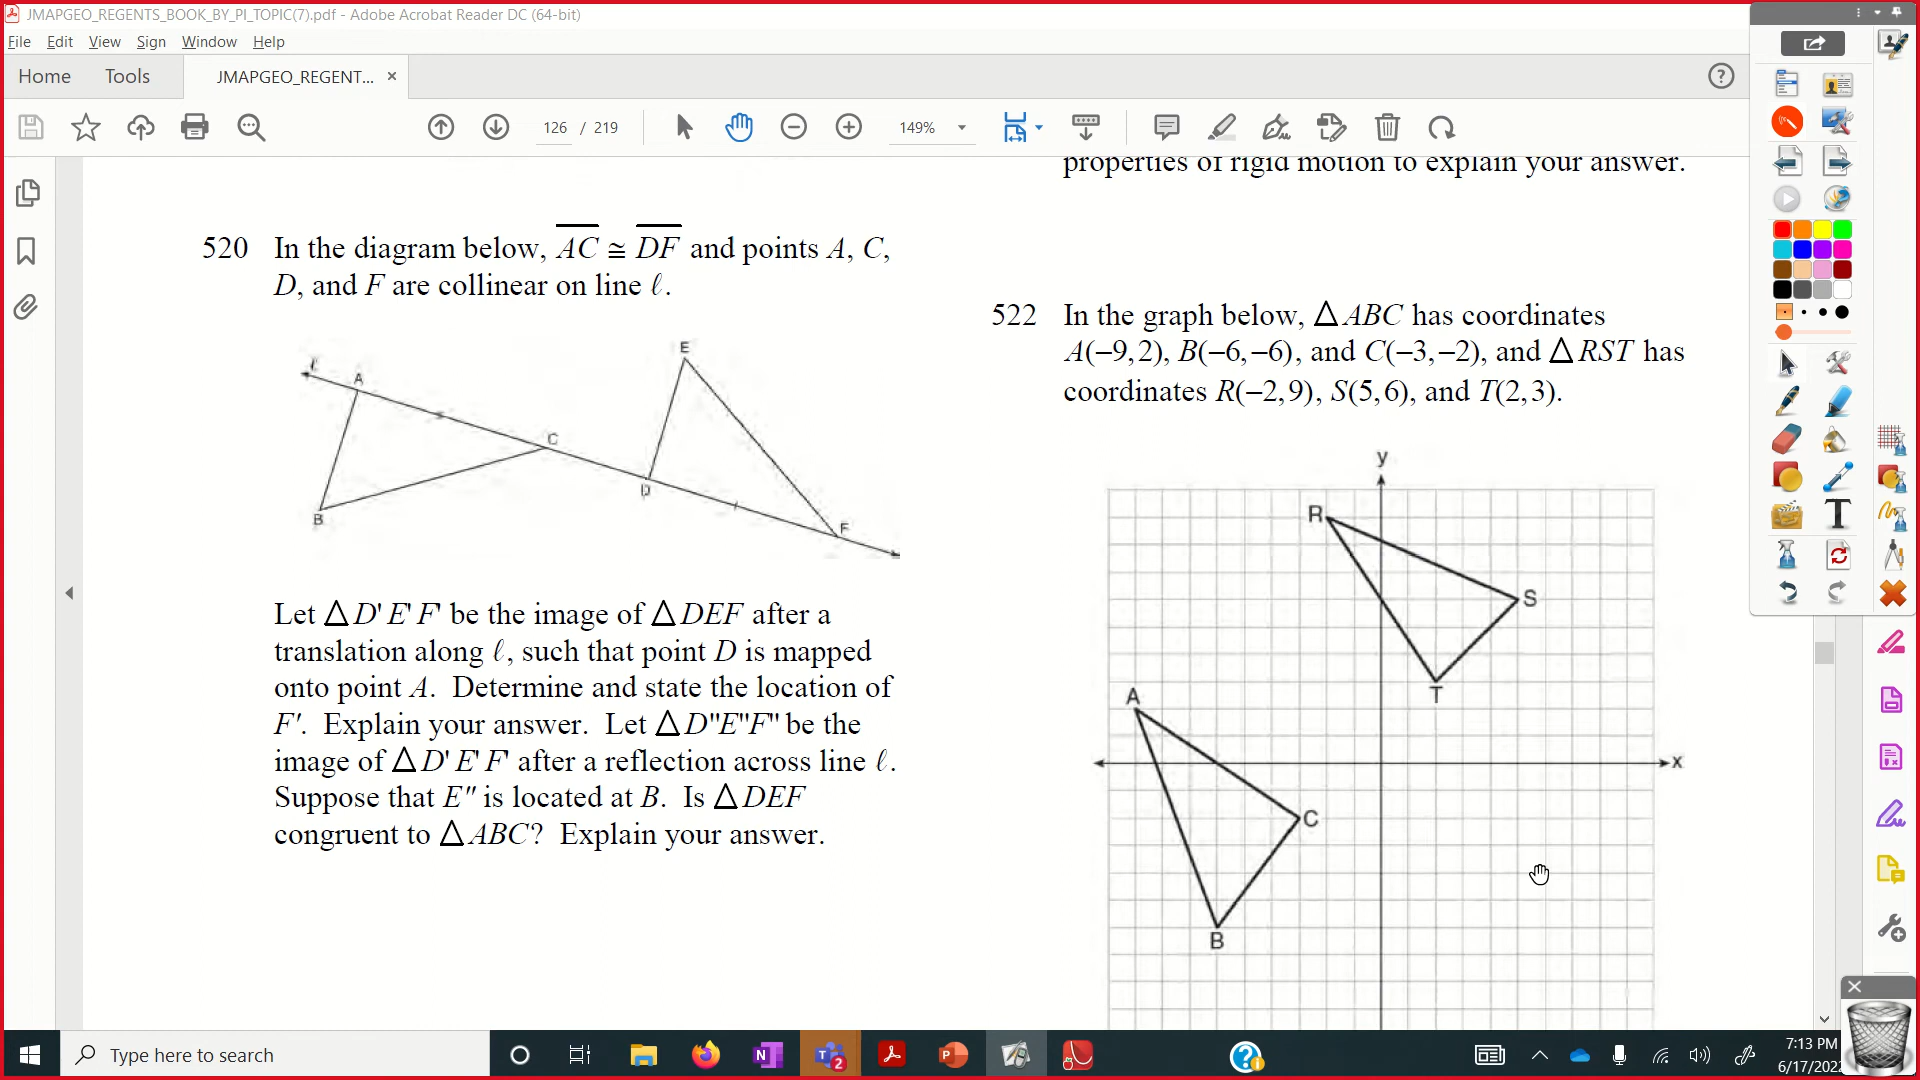 JMAPGEO_REGENTS_BOOK_BY_PI_TOPIC(7).pdf - Adobe Acrobat Reader DC (64-bit)
File Edit View Sign Window Help
Home Tools JMAPGEO_REGENT... ×
126 / 219 149%
properties of rigid motion to explain your answer.
520 In the diagram below, AC ≅ DF and points A, C,
D, and F are collinear on line ℓ.
ℓ
A
E
C
D
B
F
Let △D'E'F' be the image of △DEF after a
translation along ℓ, such that point D is mapped
onto point A. Determine and state the location of
F'. Explain your answer. Let △D"E"F" be the
image of △D'E'F' after a reflection across line ℓ.
Suppose that E" is located at B. Is △DEF
congruent to △ABC? Explain your answer.
522 In the graph below, △ABC has coordinates
A(−9,2), B(−6,−6), and C(−3,−2), and △RST has
coordinates R(−2,9), S(5,6), and T(2,3).
y
R
S
T
A
x
C
B
T
Type here to search
N
2
P
7:13 PM